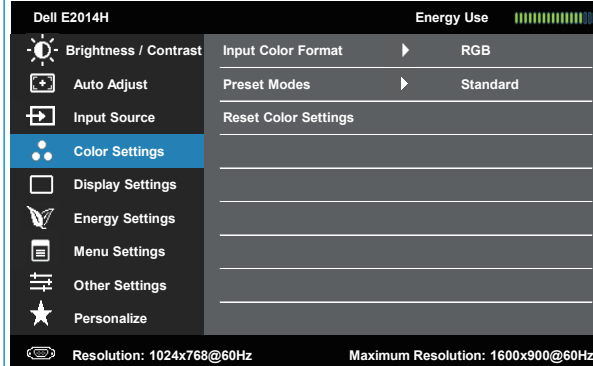 Dell E2014H Energy Use
Brightness / Contrast
Auto Adjust
Input Source
Color Settings
Display Settings
Energy Settings
Menu Settings
Other Settings
Personalize
Input Color Format RGB
Preset Modes Standard
Reset Color Settings
Resolution: 1024x768@60Hz Maximum Resolution: 1600x900@60Hz